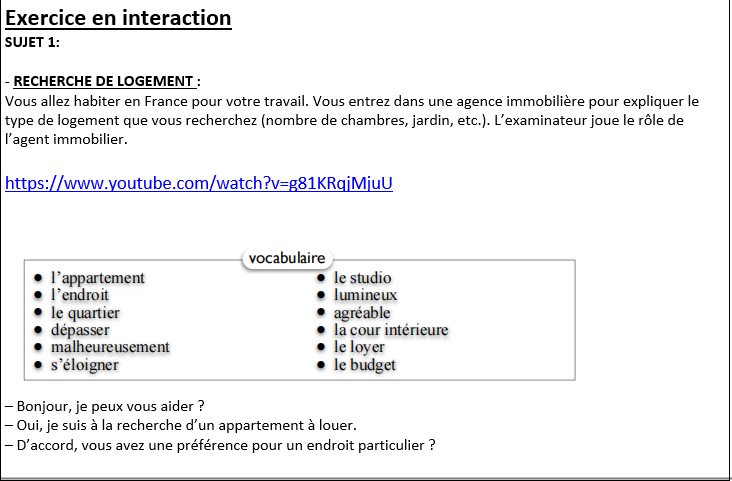 Exercice en interaction
SUJET 1:
- RECHERCHE DE LOGEMENT :
Vous allez habiter en France pour votre travail. Vous entrez dans une agence immobilière pour expliquer le
type de logement que vous recherchez (nombre de chambres, jardin, etc.). L’examinateur joue le rôle de
l’agent immobilier.
https://www.youtube.com/watch?v=g81KRqjMjuU
vocabulaire
• l’appartement
• l’endroit
• le quartier
• dépasser
• malheureusement
• s’éloigner
• le studio
• lumineux
• agréable
• la cour intérieure
• le loyer
• le budget
– Bonjour, je peux vous aider ?
– Oui, je suis à la recherche d’un appartement à louer.
– D’accord, vous avez une préférence pour un endroit particulier ?